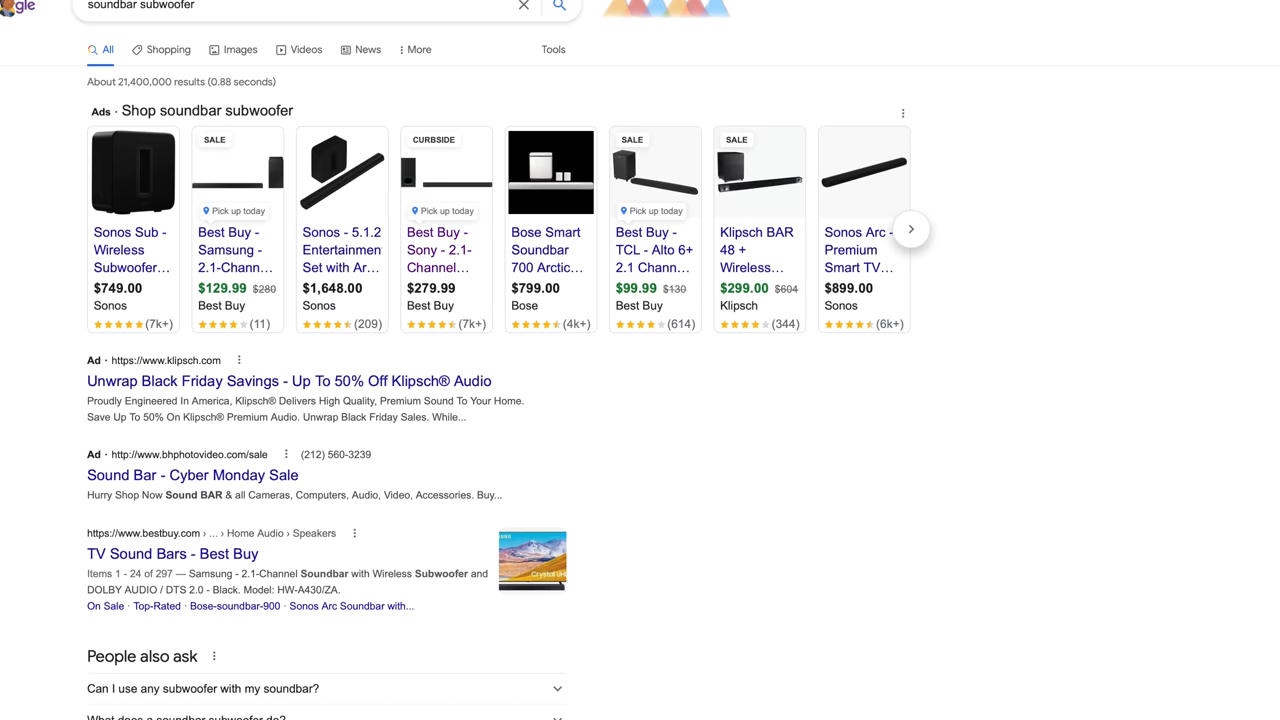 gle
soundbar subwoofer
All
Shopping
Images
Videos
News
More
Tools
About 21,400,000 results (0.88 seconds)
Ads · Shop soundbar subwoofer
Sonos Sub -
Wireless
Subwoofer...
$749.00
Sonos
(7k+)
SALE
Pick up today
Best Buy -
Samsung -
2.1-Chann...
$129.99 $280
Best Buy
(11)
Sonos - 5.1.2
Entertainmen
Set with Ar...
$1,648.00
Sonos
(209)
CURBSIDE
Pick up today
Best Buy -
Sony - 2.1-
Channel...
$279.99
Best Buy
(7k+)
Bose Smart
Soundbar
700 Arctic...
$799.00
Bose
(4k+)
SALE
Pick up today
Best Buy -
TCL - Alto 6+
2.1 Chann...
$99.99 $130
Best Buy
(614)
SALE
Klipsch BAR
48 +
Wireless...
$299.00 $604
Klipsch
(344)
Sonos Arc -
Premium
Smart TV...
$899.00
Sonos
(6k+)
Ad · https://www.klipsch.com
Unwrap Black Friday Savings - Up To 50% Off Klipsch® Audio
Proudly Engineered In America, Klipsch® Delivers High Quality, Premium Sound To Your Home.
Save Up To 50% On Klipsch® Premium Audio. Unwrap Black Friday Sales. While...
Ad · http://www.bhphotovideo.com/sale (212) 560-3239
Sound Bar - Cyber Monday Sale
Hurry Shop Now Sound BAR & all Cameras, Computers, Audio, Video, Accessories. Buy...
https://www.bestbuy.com › ... › Home Audio › Speakers
TV Sound Bars - Best Buy
Items 1 - 24 of 297 — Samsung - 2.1-Channel Soundbar with Wireless Subwoofer and
DOLBY AUDIO / DTS 2.0 - Black. Model: HW-A430/ZA.
On Sale · Top-Rated · Bose-soundbar-900 · Sonos Arc Soundbar with...
SUNG
Crystal UH
People also ask
Can I use any subwoofer with my soundbar?
What does a soundbar subwoofer do?